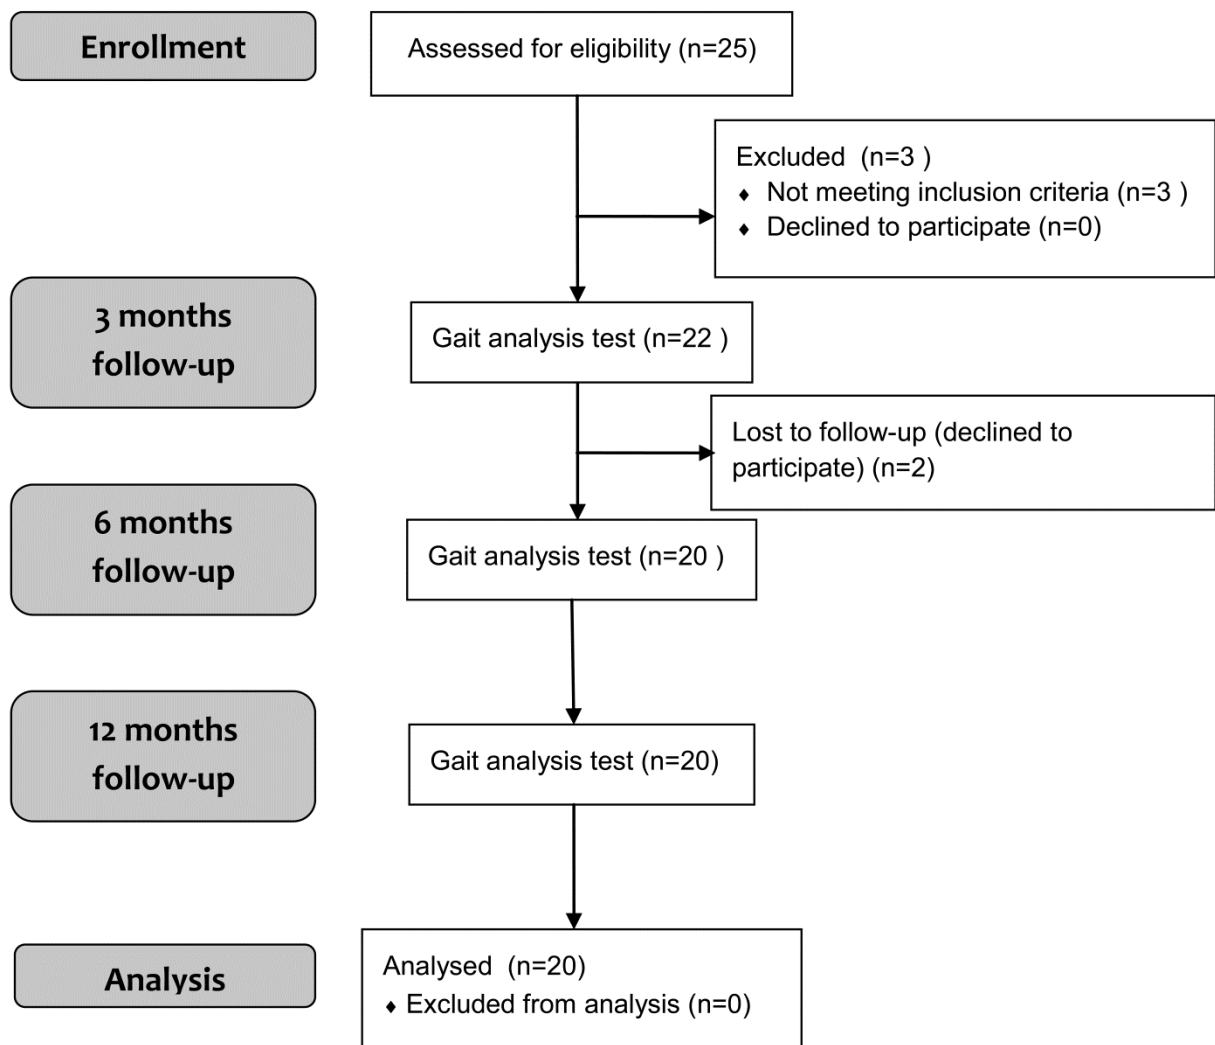 Enrollment
Assessed for eligibility (n=25)
Excluded  (n=3 )
♦ Not meeting inclusion criteria (n=3 )
♦ Declined to participate (n=0)
3 months
follow-up
Gait analysis test (n=22 )
Lost to follow-up (declined to
participate) (n=2)
6 months
follow-up
Gait analysis test (n=20 )
12 months
follow-up
Gait analysis test (n=20)
Analysis
Analysed  (n=20)
♦ Excluded from analysis (n=0)